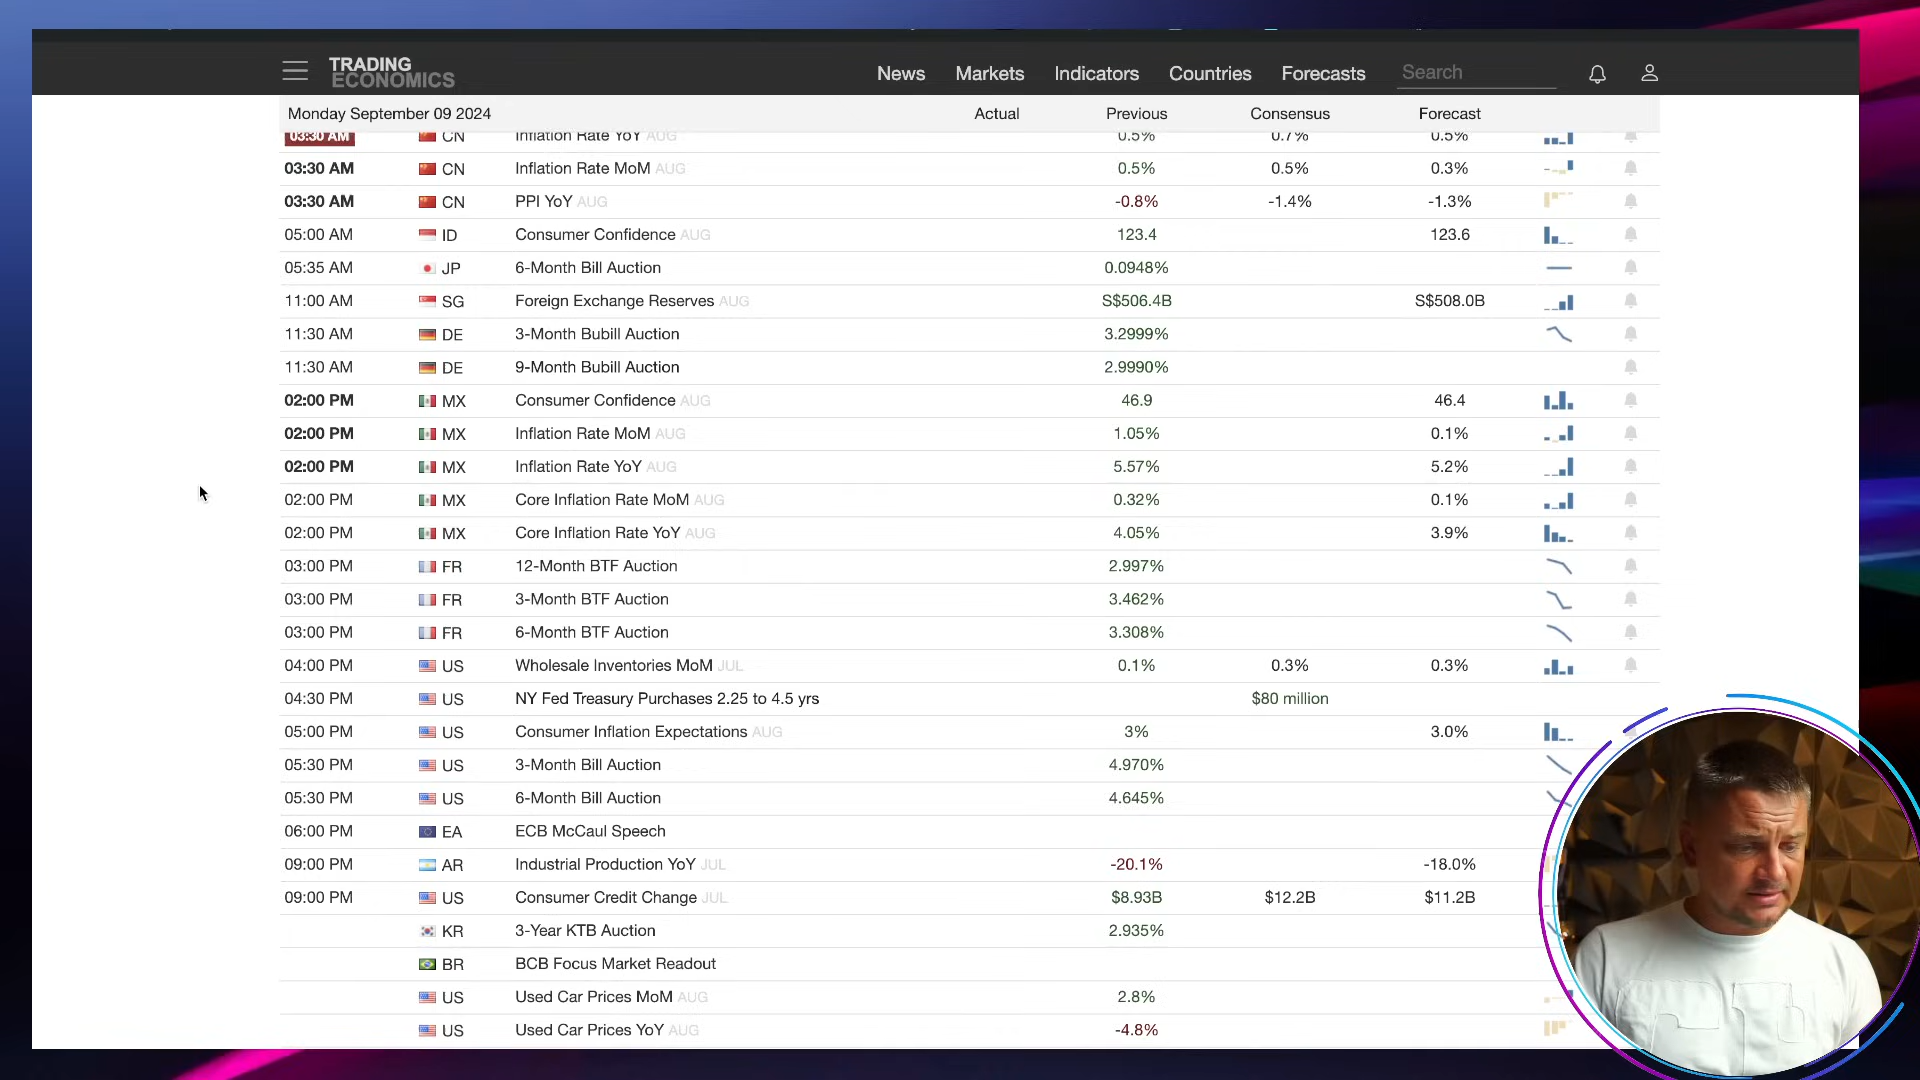 TRADING
ECONOMICS
News Markets Indicators Countries Forecasts Search
Monday September 09 2024 Actual Previous Consensus Forecast
03:30 AM CN Inflation Rate YoY AUG 0.5% 0.7% 0.5%
03:30 AM CN Inflation Rate MoM AUG 0.5% 0.5% 0.3%
03:30 AM CN PPI YoY AUG -0.8% -1.4% -1.3%
05:00 AM ID Consumer Confidence AUG 123.4 123.6
05:35 AM JP 6-Month Bill Auction 0.0948%
11:00 AM SG Foreign Exchange Reserves AUG S$506.4B S$508.0B
11:30 AM DE 3-Month Bubill Auction 3.2999%
11:30 AM DE 9-Month Bubill Auction 2.9990%
02:00 PM MX Consumer Confidence AUG 46.9 46.4
02:00 PM MX Inflation Rate MoM AUG 1.05% 0.1%
02:00 PM MX Inflation Rate YoY AUG 5.57% 5.2%
02:00 PM MX Core Inflation Rate MoM AUG 0.32% 0.1%
02:00 PM MX Core Inflation Rate YoY AUG 4.05% 3.9%
03:00 PM FR 12-Month BTF Auction 2.997%
03:00 PM FR 3-Month BTF Auction 3.462%
03:00 PM FR 6-Month BTF Auction 3.308%
04:00 PM US Wholesale Inventories MoM JUL 0.1% 0.3% 0.3%
04:30 PM US NY Fed Treasury Purchases 2.25 to 4.5 yrs $80 million
05:00 PM US Consumer Inflation Expectations AUG 3% 3.0%
05:30 PM US 3-Month Bill Auction 4.970%
05:30 PM US 6-Month Bill Auction 4.645%
06:00 PM EA ECB McCaul Speech
09:00 PM AR Industrial Production YoY JUL -20.1% -18.0%
09:00 PM US Consumer Credit Change JUL $8.93B $12.2B $11.2B
KR 3-Year KTB Auction 2.935%
BR BCB Focus Market Readout
US Used Car Prices MoM AUG 2.8%
US Used Car Prices YoY AUG -4.8%